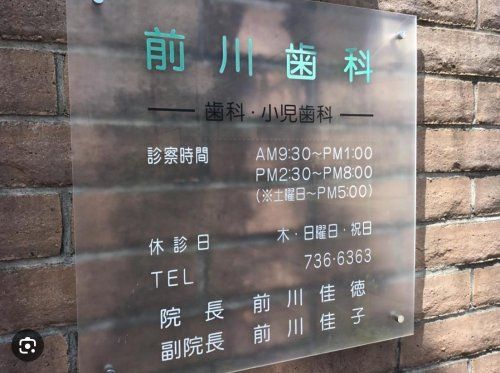 前川歯科
歯科・小児歯科
診察時間 AM9:30～PM1:00
PM2:30～PM8:00
(※土曜日～PM5:00)
休診日 木・日曜日・祝日
TEL 736-6363
院長 前川佳徳
副院長 前川佳子